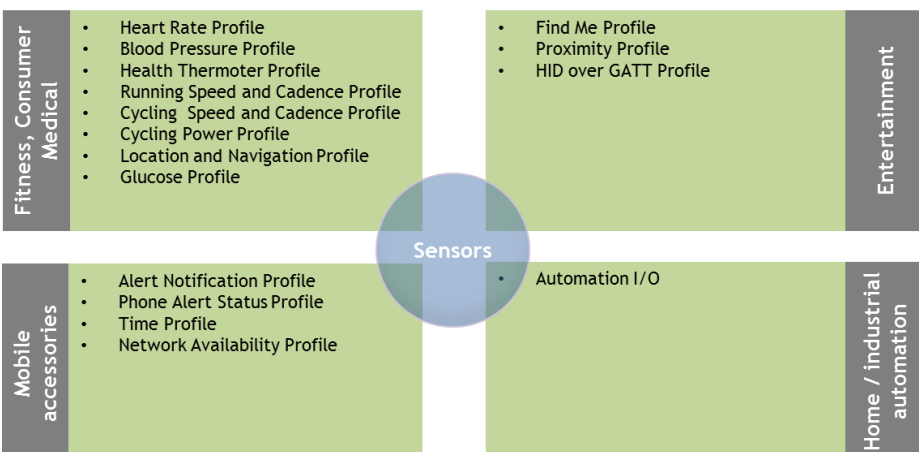 Fitness, Consumer
Medical
• Heart Rate Profile
• Blood Pressure Profile
• Health Thermoter Profile
• Running Speed and Cadence Profile
• Cycling Speed and Cadence Profile
• Cycling Power Profile
• Location and Navigation Profile
• Glucose Profile
• Find Me Profile
• Proximity Profile
• HID over GATT Profile
Entertainment
Sensors
Mobile
accessories
• Alert Notification Profile
• Phone Alert Status Profile
• Time Profile
• Network Availability Profile
• Automation I/O
Home / industrial
automation